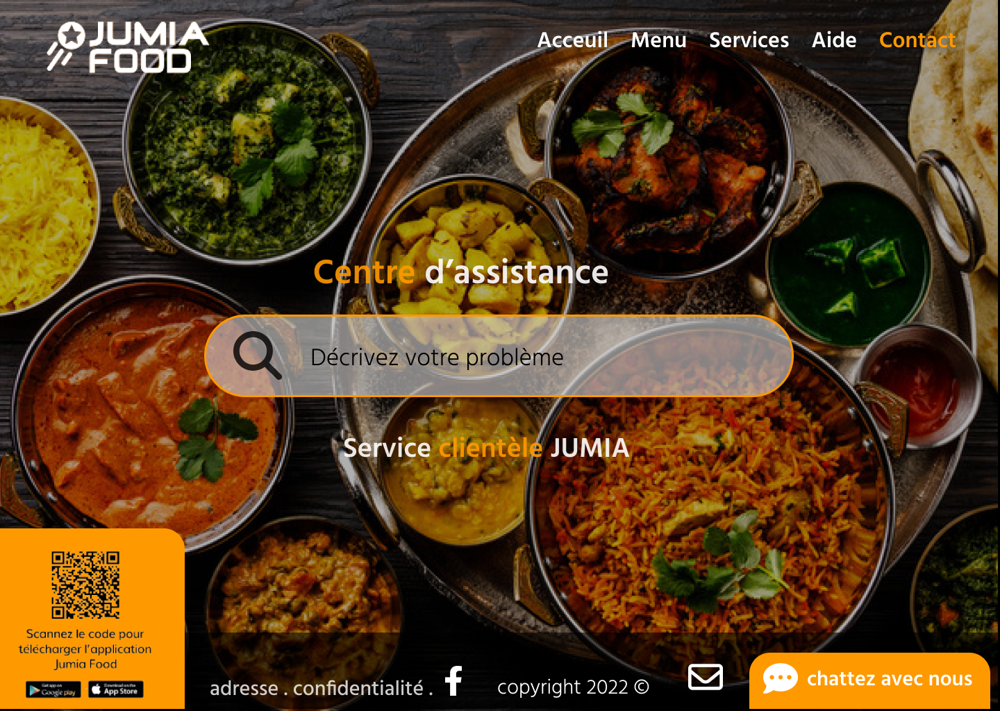 JUMIA
FOOD
Acceuil Menu Services Aide Contact
Centre d’assistance
Décrivez votre problème
Service clientèle JUMIA
Scannez le code pour
télécharger l’application
Jumia Food
Get app on
Google play
Download on the
App Store
adresse . confidentialité .
copyright 2022 ©
chattez avec nous